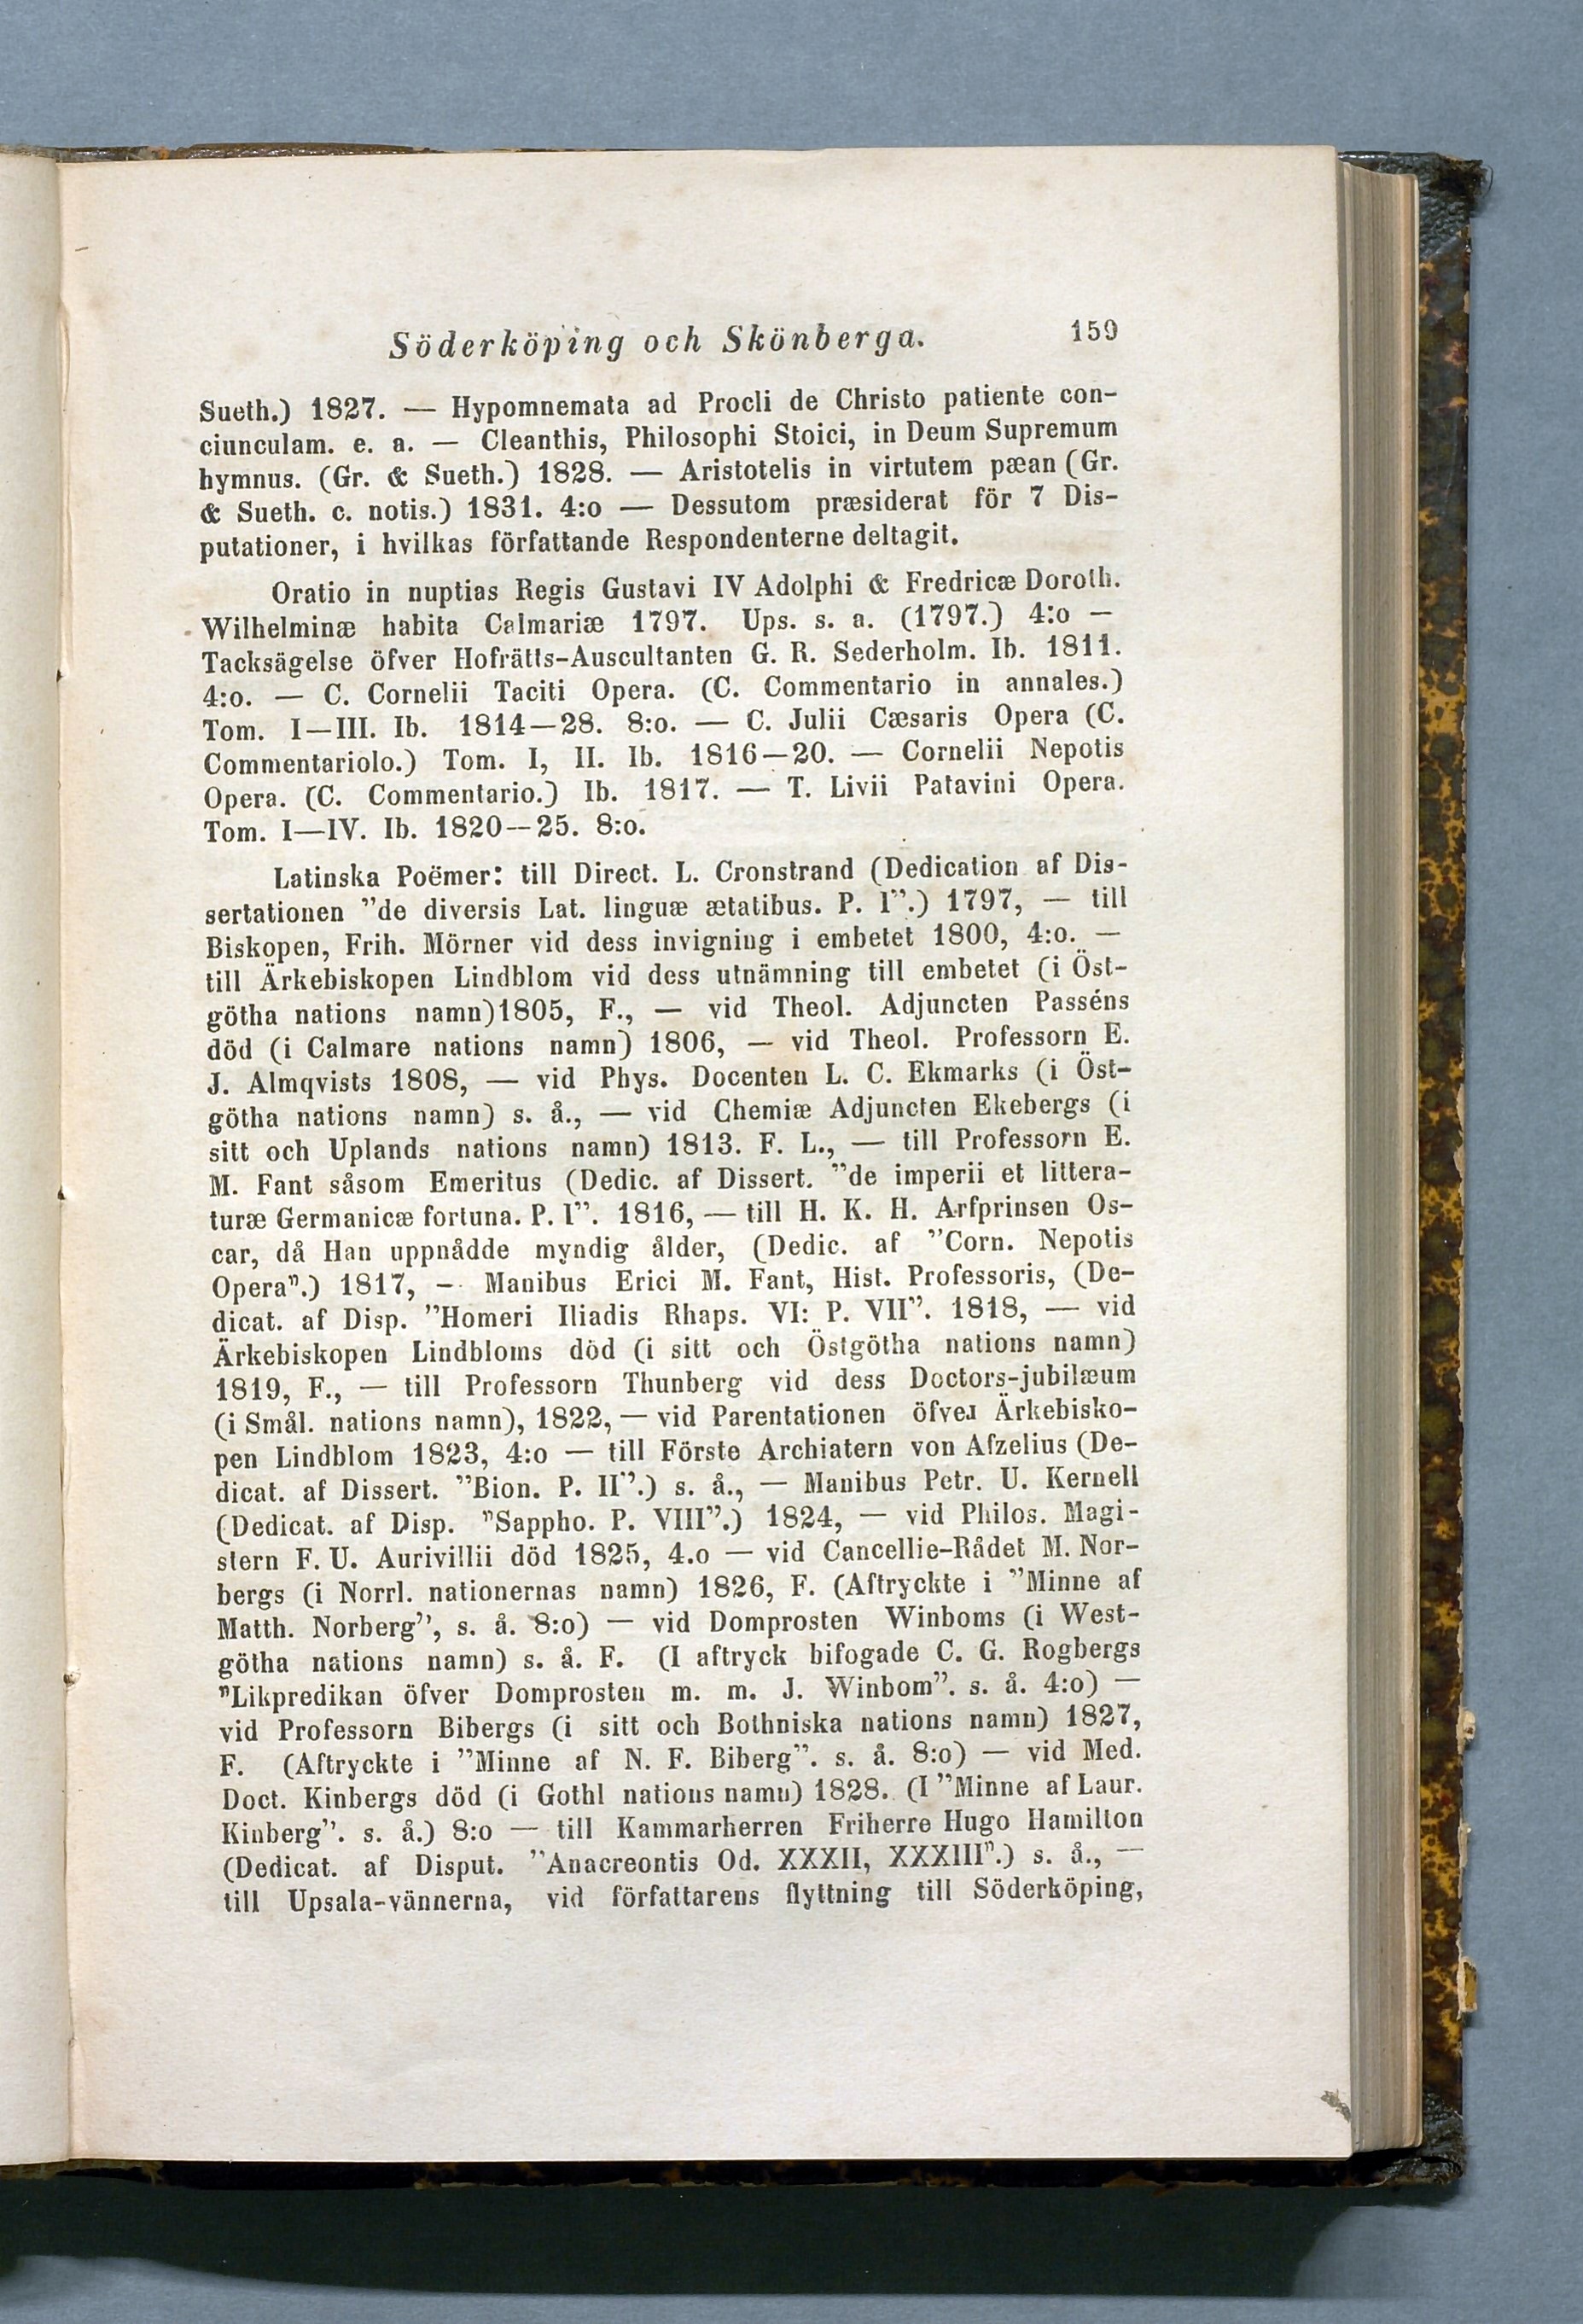 Söderköping och Skönberga. 159
Sueth.) 1827. — Hypomnemata ad Procli de Christo patiente con-
ciunculam. e. a. — Cleanthis, Philosophi Stoici, in Deum Supremum
hymnus. (Gr. & Sueth.) 1828. — Aristotelis in virtutem pæan (Gr.
& Sueth. c. notis.) 1831. 4:o — Dessutom præsiderat för 7 Dis-
putationer, i hvilkas författande Respondenterne deltagit.
Oratio in nuptias Regis Gustavi IV Adolphi & Fredricæ Doroth.
Wilhelminæ habita Calmariæ 1797. Ups. s. a. (1797.) 4:o —
Tacksägelse öfver Hofrätts-Auscultanten G. R. Sederholm. Ib. 1811.
4:o. — C. Cornelii Taciti Opera. (C. Commentario in annales.)
Tom. I—III. Ib. 1814—28. 8:o. — C. Julii Cæsaris Opera (C.
Commentariolo.) Tom. I, II. Ib. 1816—20. — Cornelii Nepotis
Opera. (C. Commentario.) Ib. 1817. — T. Livii Patavini Opera.
Tom. I—IV. Ib. 1820—25. 8:o.
Latinska Poëmer: till Direct. L. Cronstrand (Dedication af Dis-
sertationen ”de diversis Lat. linguæ ætatibus. P. I”.) 1797, — till
Biskopen, Frih. Mörner vid dess invigning i embetet 1800, 4:o. —
till Ärkebiskopen Lindblom vid dess utnämning till embetet (i Öst-
götha nations namn)1805, F., — vid Theol. Adjuncten Passéns
död (i Calmare nations namn) 1806, — vid Theol. Professorn E.
J. Almqvists 1808, — vid Phys. Docenten L. C. Ekmarks (i Öst-
götha nations namn) s. å., — vid Chemiæ Adjuncten Ekebergs (i
sitt och Uplands nations namn) 1813. F. L., — till Professorn E.
M. Fant såsom Emeritus (Dedic. af Dissert. ”de imperii et littera-
turæ Germanicæ fortuna. P. I”. 1816, — till H. K. H. Arfprinsen Os-
car, då Han uppnådde myndig ålder, (Dedic. af ”Corn. Nepotis
Opera”.) 1817, — Manibus Erici M. Fant, Hist. Professoris, (De-
dicat. af Disp. ”Homeri Iliadis Rhaps. VI: P. VII”. 1818, — vid
Ärkebiskopen Lindbloms död (i sitt och Östgötha nations namn)
1819, F., — till Professorn Thunberg vid dess Doctors-jubilæum
(i Smål. nations namn), 1822, — vid Parentationen öfver Ärkebisko-
pen Lindblom 1823, 4:o — till Förste Archiatern von Afzelius (De-
dicat. af Dissert. ”Bion. P. II”.) s. å., — Manibus Petr. U. Kernell
(Dedicat. af Disp. ”Sappho. P. VIII”.) 1824, — vid Philos. Magi-
stern F. U. Aurivillii död 1825, 4.o — vid Cancellie-Rådet M. Nor-
bergs (i Norrl. nationernas namn) 1826, F. (Aftryckte i ”Minne af
Matth. Norberg”, s. å. 8:o) — vid Domprosten Winboms (i West-
götha nations namn) s. å. F. (I aftryck bifogade C. G. Rogbergs
”Likpredikan öfver Domprosten m. m. J. Winbom”. s. å. 4:o) —
vid Professorn Bibergs (i sitt och Bothniska nations namn) 1827,
F. (Aftryckte i ”Minne af N. F. Biberg”. s. å. 8:o) — vid Med.
Doct. Kinbergs död (i Gothl nations namn) 1828. (I ”Minne af Laur.
Kinberg”. s. å.) 8:o — till Kammarherren Friherre Hugo Hamilton
(Dedicat. af Disput. ”Anacreontis Od. XXXII, XXXIII”.) s. å., —
till Upsala-vännerna, vid författarens flyttning till Söderköping,